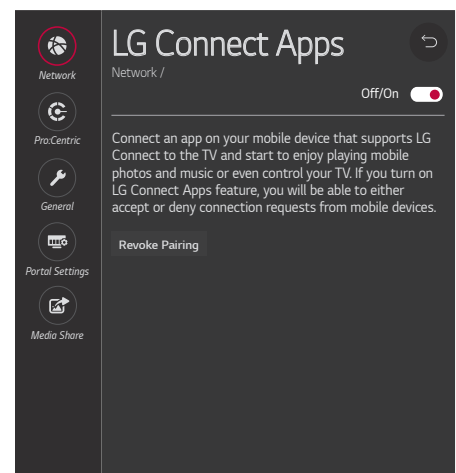 LG Connect Apps
Network /
Off/On
Connect an app on your mobile device that supports LG
Connect to the TV and start to enjoy playing mobile
photos and music or even control your TV. If you turn on
LG Connect Apps feature, you will be able to either
accept or deny connection requests from mobile devices.
Revoke Pairing
Network
Pro:Centric
General
Portal Settings
Media Share